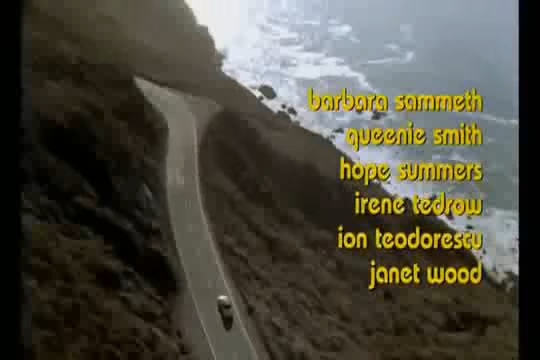 barbara sammeth
queenie smith
hope summers
irene tedrow
ion teodorescu
janet wood